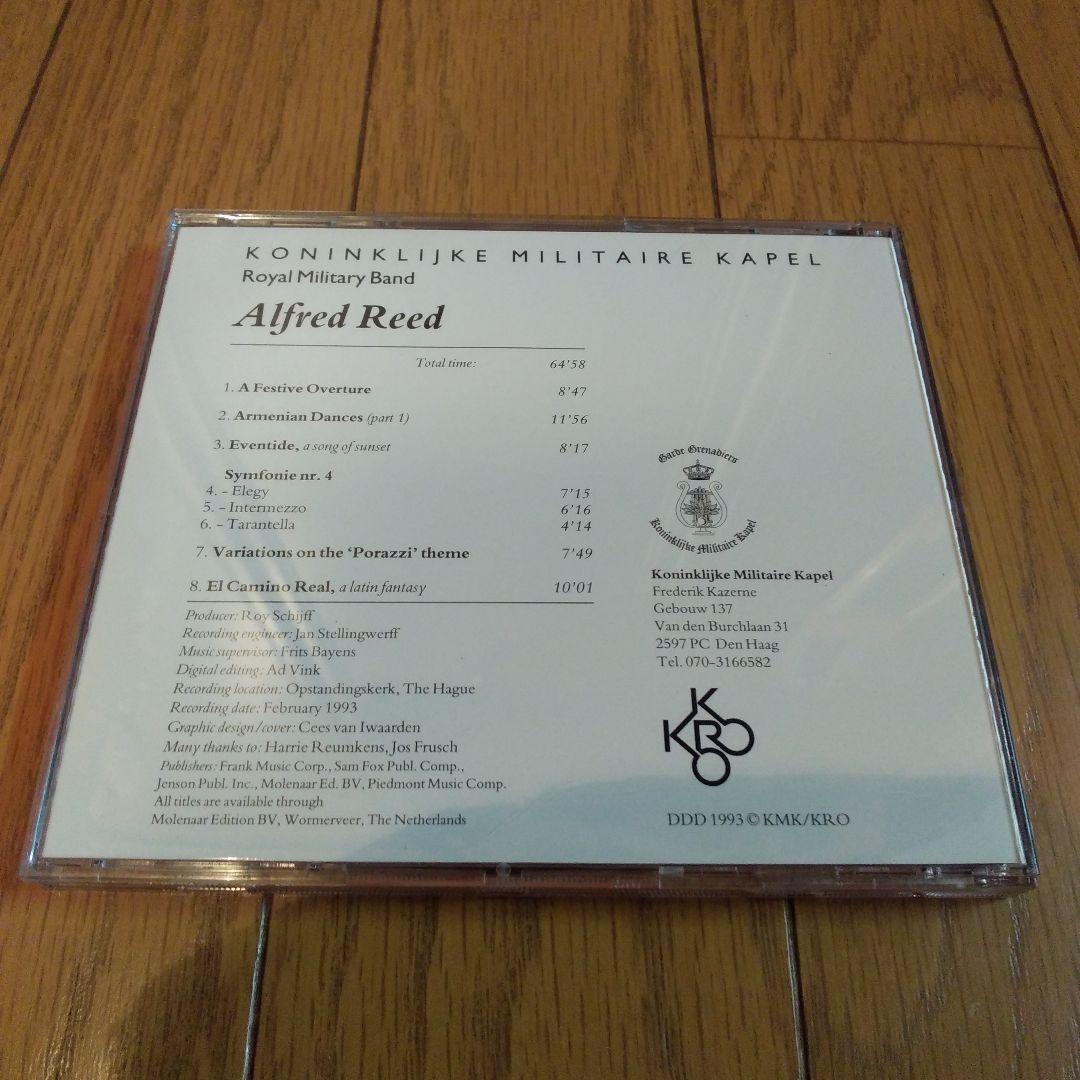 KONINKLIJKE MILITAIRE KAPEL
Royal Military Band
Alfred Reed
Total time: 64'58
1. A Festive Overture 8'47
2. Armenian Dances (part 1) 11'56
3. Eventide, a song of sunset 8'17
Symfonie nr. 4
4. – Elegy 7'15
5. – Intermezzo 6'16
6. – Tarantella 4'14
7. Variations on the ‘Porazzi’ theme 7'49
8. El Camino Real, a latin fantasy 10'01
Producer: Roy Schijff
Recording engineer: Jan Stellingwerff
Music supervisor: Frits Bayens
Digital editing: Ad Vink
Recording location: Opstandingskerk, The Hague
Recording date: February 1993
Graphic design/cover: Cees van Iwaarden
Many thanks to: Harrie Reumkens, Jos Frusch
Publishers: Frank Music Corp., Sam Fox Publ. Comp.,
Jenson Publ. Inc., Molenaar Ed. BV, Piedmont Music Comp.
All titles are available through
Molenaar Edition BV, Wormerveer, The Netherlands
Garde Grenadiers
Koninklijke Militaire Kapel
Koninklijke Militaire Kapel
Frederik Kazerne
Gebouw 137
Van den Burchlaan 31
2597 PC Den Haag
Tel. 070-3166582
K
KRO
O
DDD 1993 © KMK/KRO